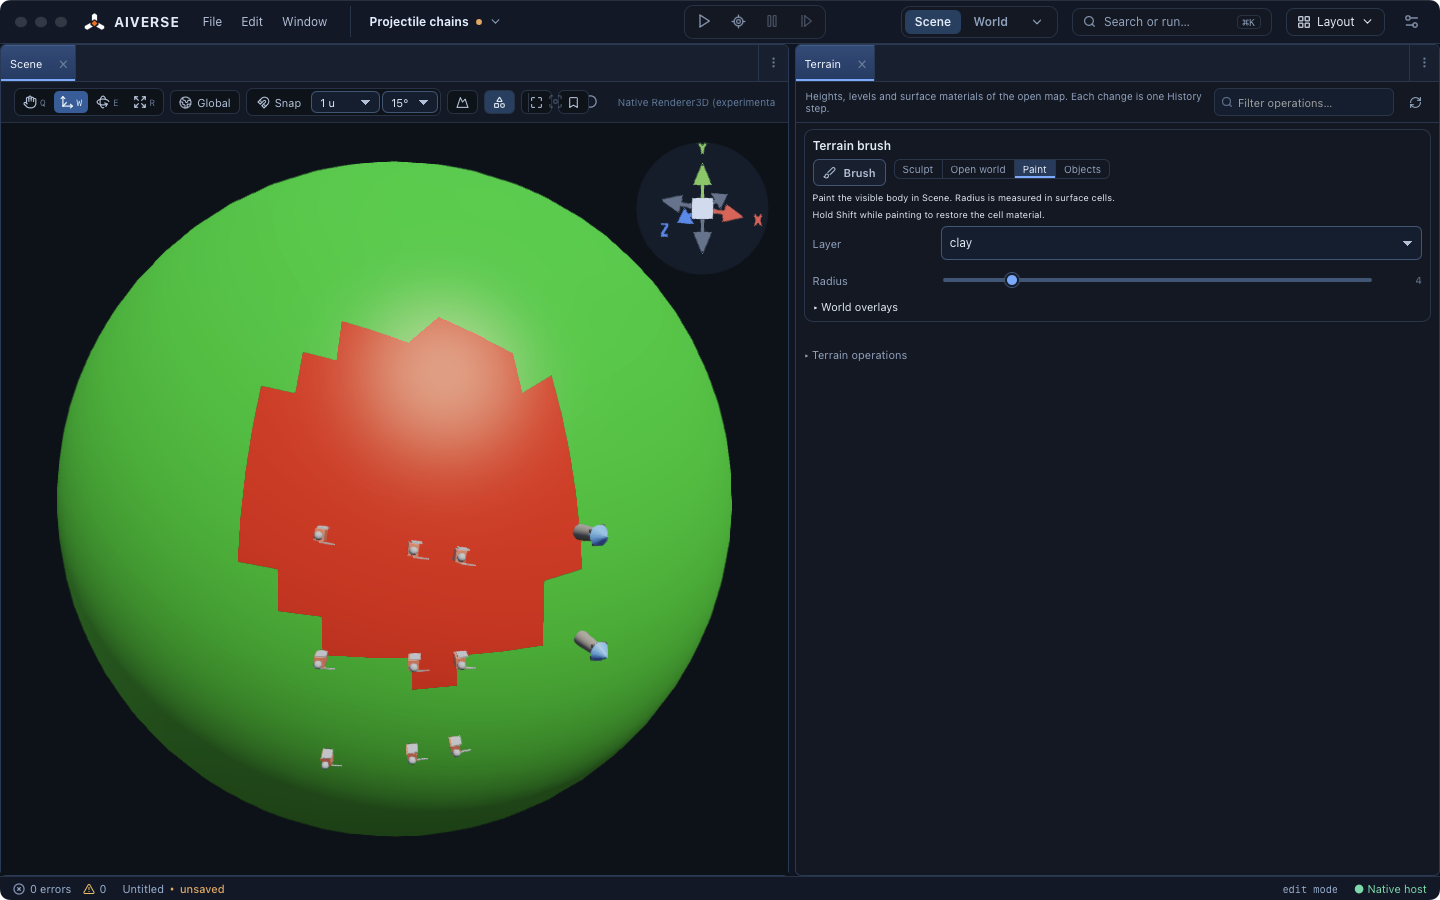 AIVERSE File Edit Window Projectile chains
Scene World Search or run... ⌘K Layout
Scene
Terrain
Q W E R Global Snap 1 u 15° Native Renderer3D (experimenta
Heights, levels and surface materials of the open map. Each change is one History
step.
Filter operations...
Y
X
Z
Terrain brush
Brush Sculpt Open world Paint Objects
Paint the visible body in Scene. Radius is measured in surface cells.
Hold Shift while painting to restore the cell material.
Layer clay
Radius 4
World overlays
Terrain operations
0 errors 0 Untitled • unsaved edit mode Native host